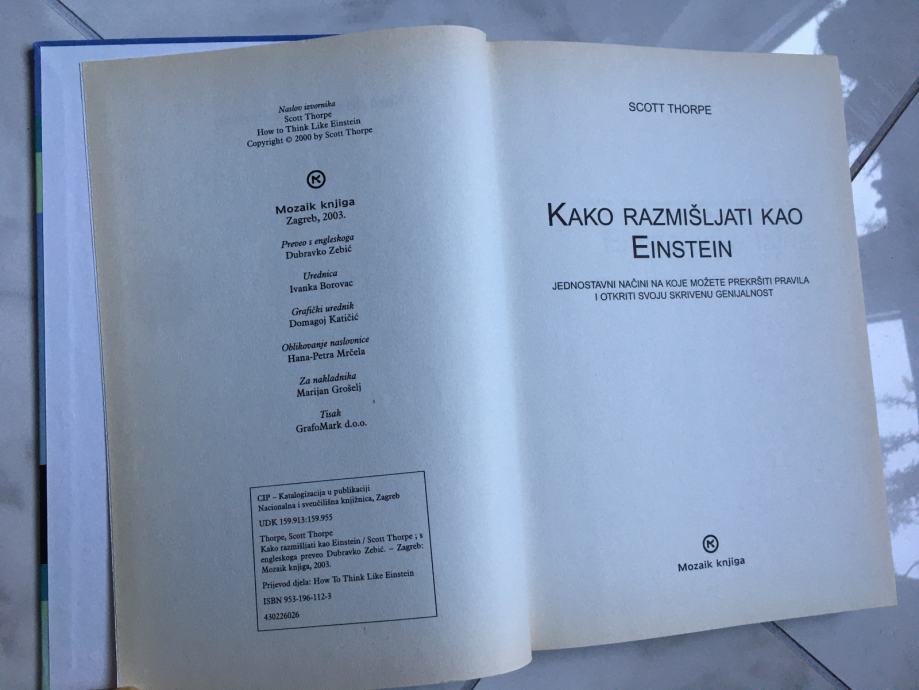 Naslov izvornika
Scott Thorpe
How to Think Like Einstein
Copyright © 2000 by Scott Thorpe
Mozaik knjiga
Zagreb, 2003.
Preveo s engleskoga
Dubravko Zebić
Urednica
Ivanka Borovac
Grafički urednik
Domagoj Katičić
Oblikovanje naslovnice
Hana-Petra Mrčela
Za nakladnika
Marijan Grošelj
Tisak
GrafoMark d.o.o.
CIP – Katalogizacija u publikaciji
Nacionalna i sveučilišna knjižnica, Zagreb
UDK 159.913:159.955
Thorpe, Scott Thorpe
Kako razmišljati kao Einstein / Scott Thorpe ; s
engleskoga preveo Dubravko Zebić. – Zagreb:
Mozaik knjiga, 2003.
Prijevod djela: How To Think Like Einstein
ISBN 953-196-112-3
430226026
SCOTT THORPE
KAKO RAZMIŠLJATI KAO
EINSTEIN
JEDNOSTAVNI NAČINI NA KOJE MOŽETE PREKRŠITI PRAVILA
I OTKRITI SVOJU SKRIVENU GENIJALNOST
Mozaik knjiga